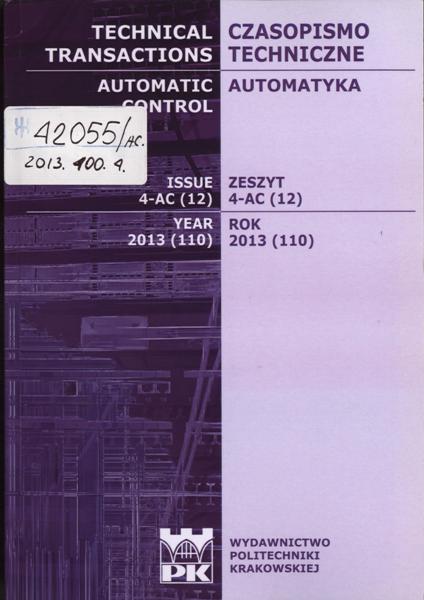 TECHNICAL
TRANSACTIONS
CZASOPISMO
TECHNICZNE
AUTOMATIC
CONTROL
AUTOMATYKA
42055/AC.
2013. 100. 4.
ISSUE
4-AC (12)
ZESZYT
4-AC (12)
YEAR
2013 (110)
ROK
2013 (110)
PK
WYDAWNICTWO
POLITECHNIKI
KRAKOWSKIEJ